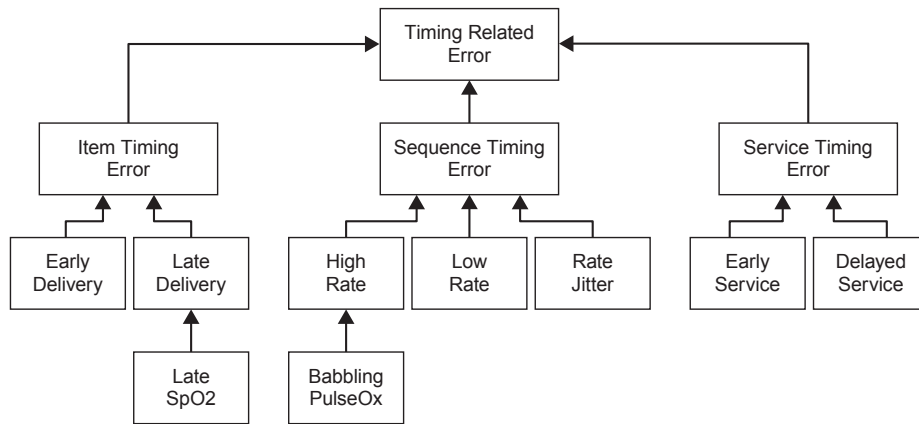 Timing Related
Error
Item Timing
Error
Sequence Timing
Error
Service Timing
Error
Early
Delivery
Late
Delivery
High
Rate
Low
Rate
Rate
Jitter
Early
Service
Delayed
Service
Late
SpO2
Babbling
PulseOx